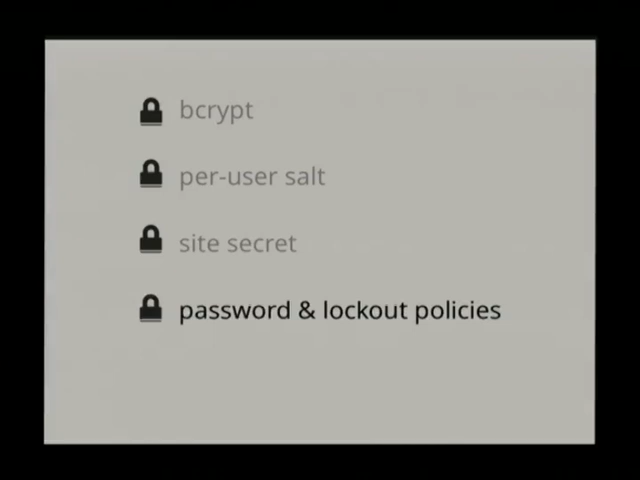 bcrypt
per-user salt
site secret
password & lockout policies